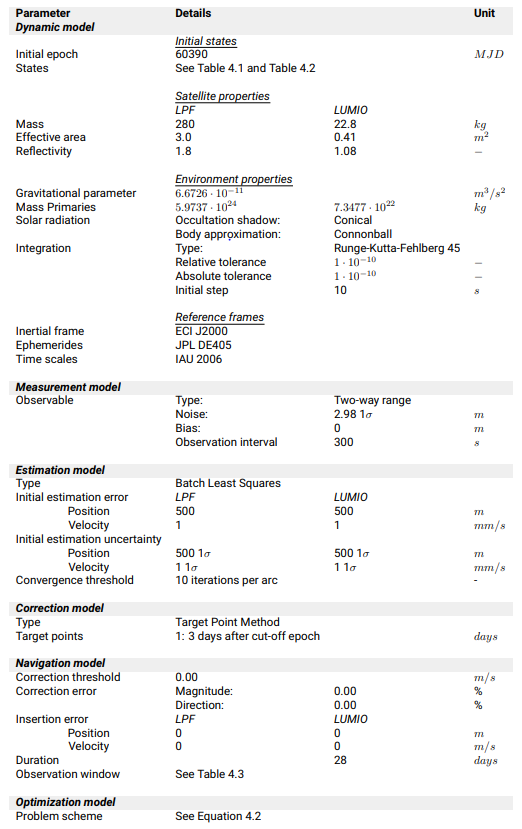 Parameter Details Unit
Dynamic model
Initial states
Initial epoch 60390 MJD
States See Table 4.1 and Table 4.2
Satellite properties
LPF LUMIO
Mass 280 22.8 kg
Effective area 3.0 0.41 m²
Reflectivity 1.8 1.08 −
Environment properties
Gravitational parameter 6.6726 · 10⁻¹¹ m³/s²
Mass Primaries 5.9737 · 10²⁴ 7.3477 · 10²² kg
Solar radiation Occultation shadow: Conical
Body approximation: Connonball
Integration Type: Runge-Kutta-Fehlberg 45
Relative tolerance 1 · 10⁻¹⁰ −
Absolute tolerance 1 · 10⁻¹⁰ −
Initial step 10 s
Reference frames
Inertial frame ECI J2000
Ephemerides JPL DE405
Time scales IAU 2006
Measurement model
Observable Type: Two-way range
Noise: 2.98 1σ m
Bias: 0 m
Observation interval 300 s
Estimation model
Type Batch Least Squares
Initial estimation error LPF LUMIO
Position 500 500 m
Velocity 1 1 mm/s
Initial estimation uncertainty
Position 500 1σ 500 1σ m
Velocity 1 1σ 1 1σ mm/s
Convergence threshold 10 iterations per arc -
Correction model
Type Target Point Method
Target points 1: 3 days after cut-off epoch days
Navigation model
Correction threshold 0.00 m/s
Correction error Magnitude: 0.00 %
Direction: 0.00 %
Insertion error LPF LUMIO
Position 0 0 m
Velocity 0 0 m/s
Duration 28 days
Observation window See Table 4.3
Optimization model
Problem scheme See Equation 4.2